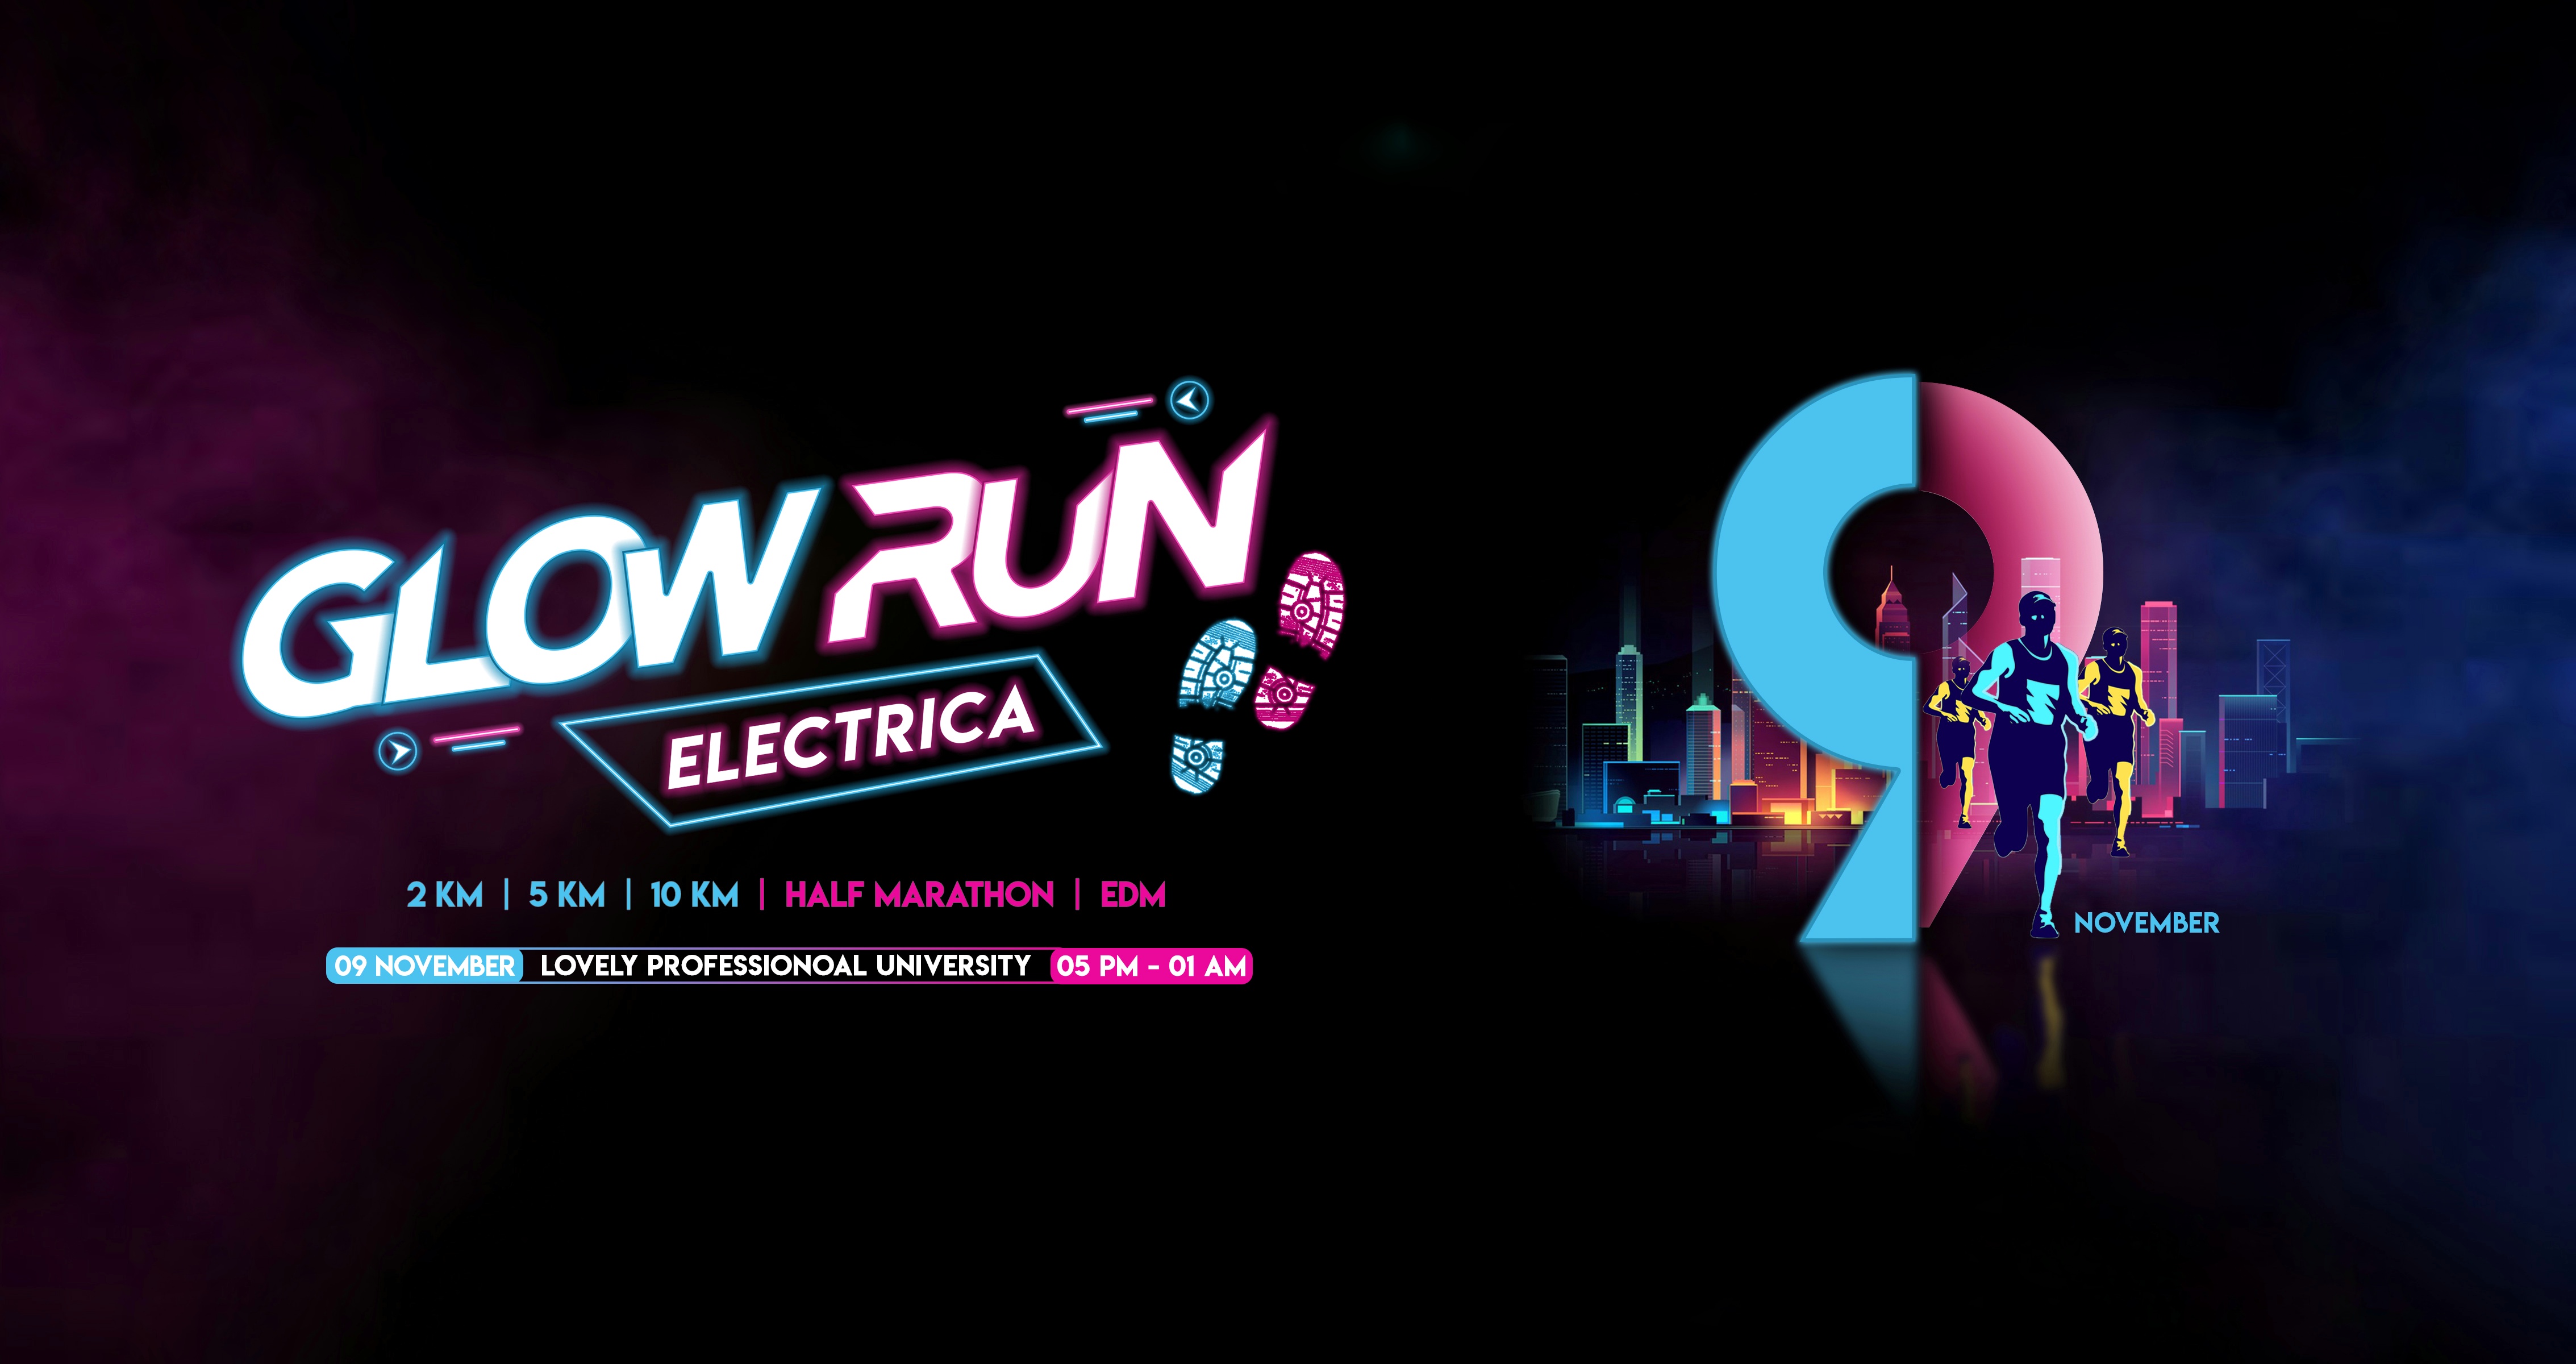 GLOW RUN
ELECTRICA
2 KM | 5 KM | 10 KM | HALF MARATHON | EDM
09 NOVEMBER LOVELY PROFESSIONOAL UNIVERSITY 05 PM - 01 AM
9
NOVEMBER